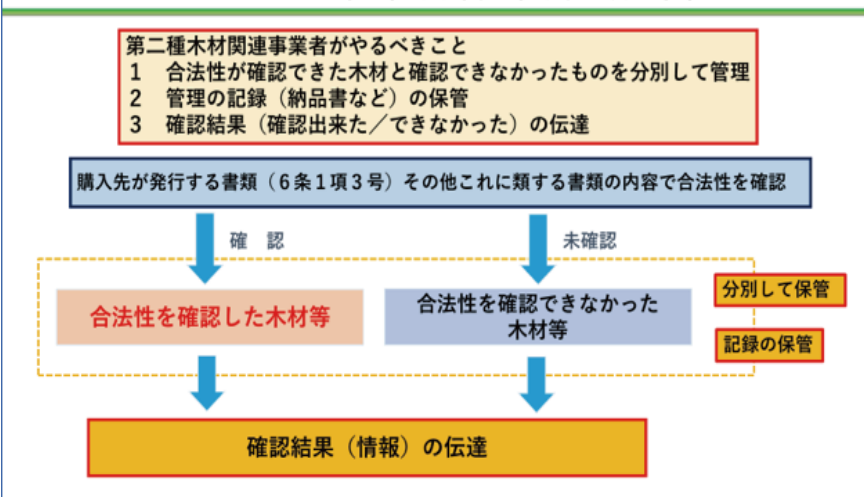 第二種木材関連事業者がやるべきこと
1　合法性が確認できた木材と確認できなかったものを分別して管理
2　管理の記録（納品書など）の保管
3　確認結果（確認出来た／できなかった）の伝達
購入先が発行する書類（６条１項３号）その他これに類する書類の内容で合法性を確認
確　認
未確認
合法性を確認した木材等
合法性を確認できなかった
木材等
分別して保管
記録の保管
確認結果（情報）の伝達